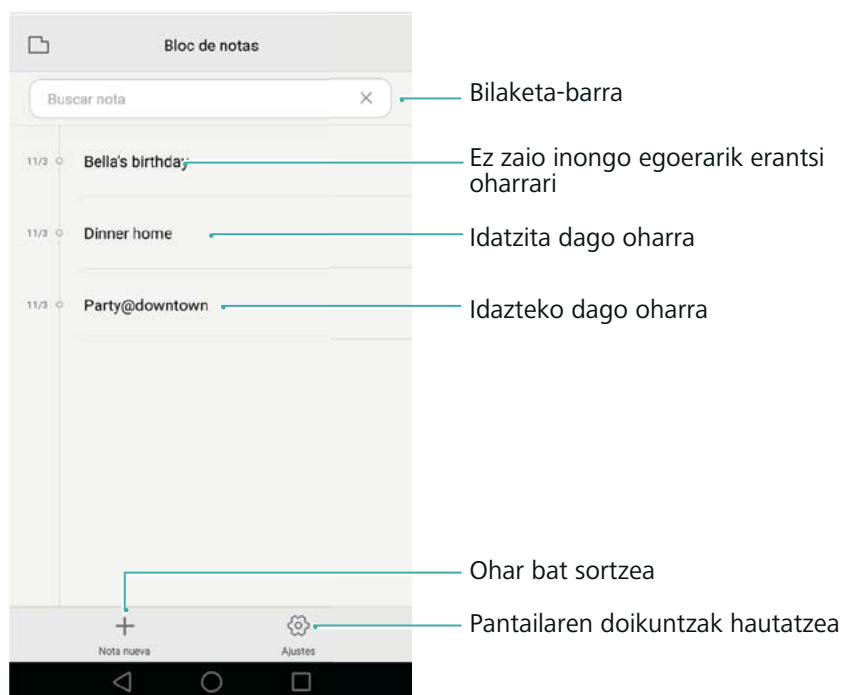 Bloc de notas
Buscar nota
Bilaketa-barra
11/3 Bella's birthday
Ez zaio inongo egoerarik erantsi
oharrari
11/3 Dinner home
Idatzita dago oharra
11/3 Party@downtown
Idazteko dago oharra
Ohar bat sortzea
Pantailaren doikuntzak hautatzea
Nota nueva
Ajustes